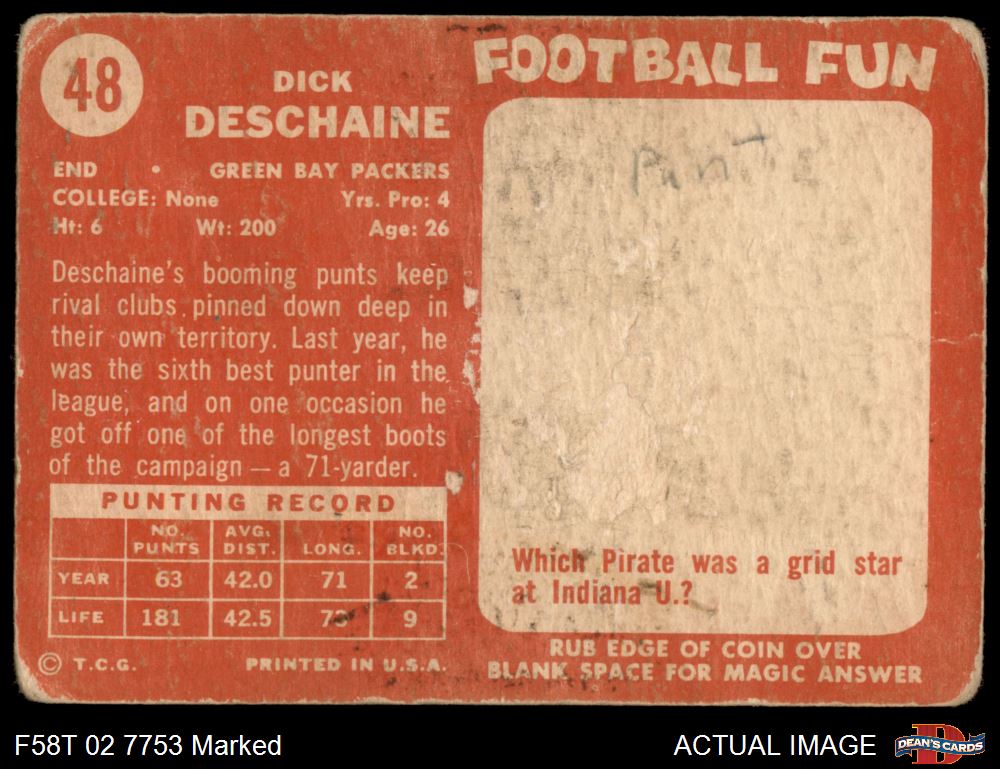 48
DICK
DESCHAINE
END • GREEN BAY PACKERS
COLLEGE: None Yrs. Pro: 4
Ht: 6 Wt: 200 Age: 26
Deschaine's booming punts keep
rival clubs pinned down deep in
their own territory. Last year, he
was the sixth best punter in the
league, and on one occasion he
got off one of the longest boots
of the campaign — a 71-yarder.
PUNTING RECORD
NO. PUNTS AVG. DIST. LONG. NO. BLKD.
YEAR 63 42.0 71 2
LIFE 181 42.5 73 9
© T.C.G. PRINTED IN U.S.A.
FOOTBALL FUN
Which Pirate was a grid star
at Indiana U.?
RUB EDGE OF COIN OVER
BLANK SPACE FOR MAGIC ANSWER
F58T 02 7753 Marked
ACTUAL IMAGE
DEAN'S CARDS